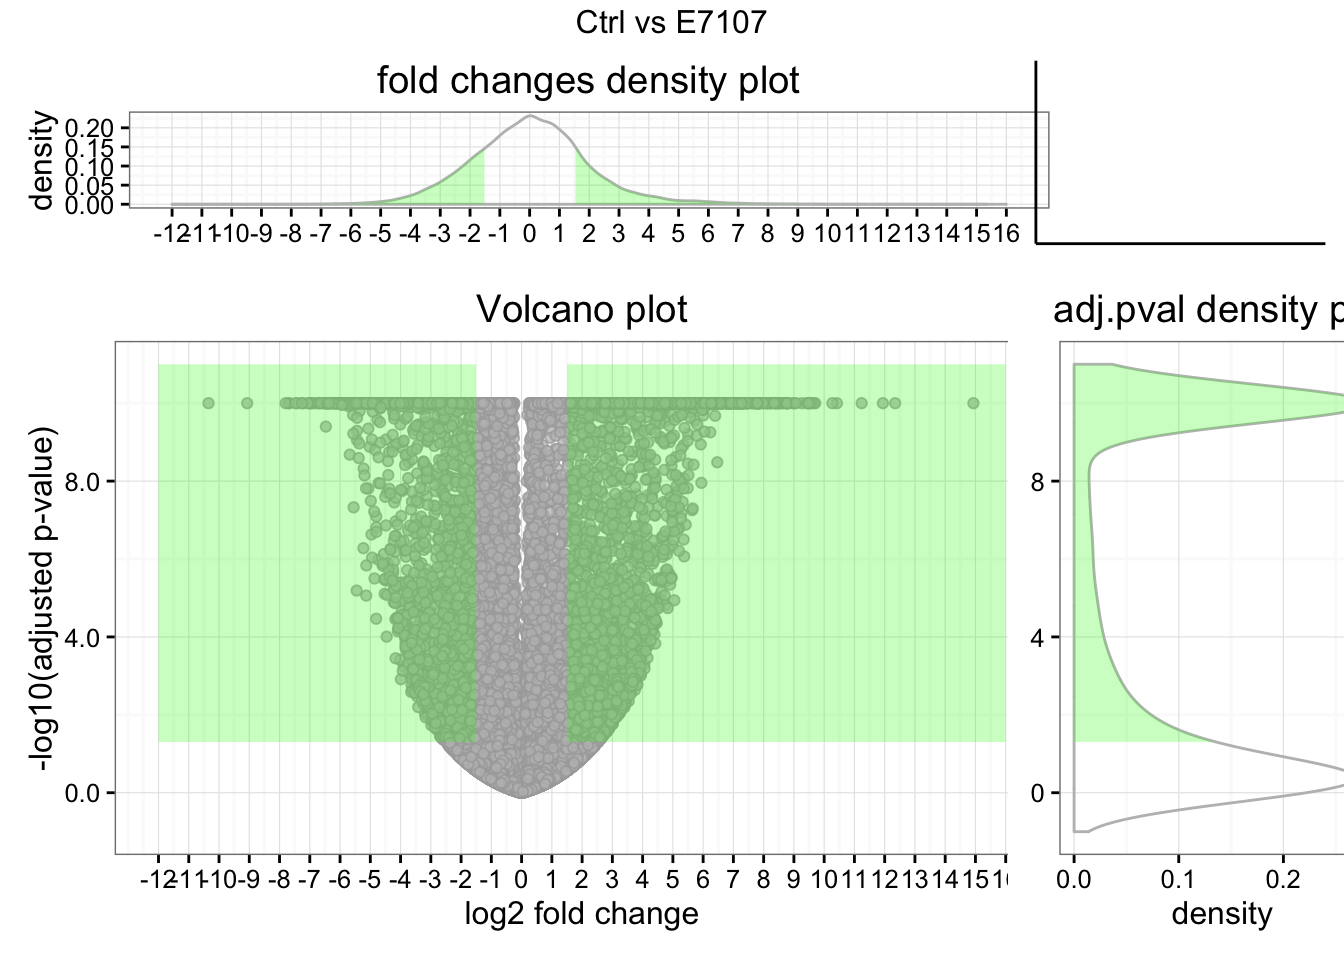 Ctrl vs E7107
fold changes density plot
density
0.20
0.15
0.10
0.05
0.00
-12 -11 -10 -9 -8 -7 -6 -5 -4 -3 -2 -1 0 1 2 3 4 5 6 7 8 9 10 11 12 13 14 15 16
Volcano plot
-log10(adjusted p-value)
8.0
4.0
0.0
-12 -11 -10 -9 -8 -7 -6 -5 -4 -3 -2 -1 0 1 2 3 4 5 6 7 8 9 10 11 12 13 14 15
log2 fold change
adj.pval density p
8
4
0
0.0 0.1 0.2
density